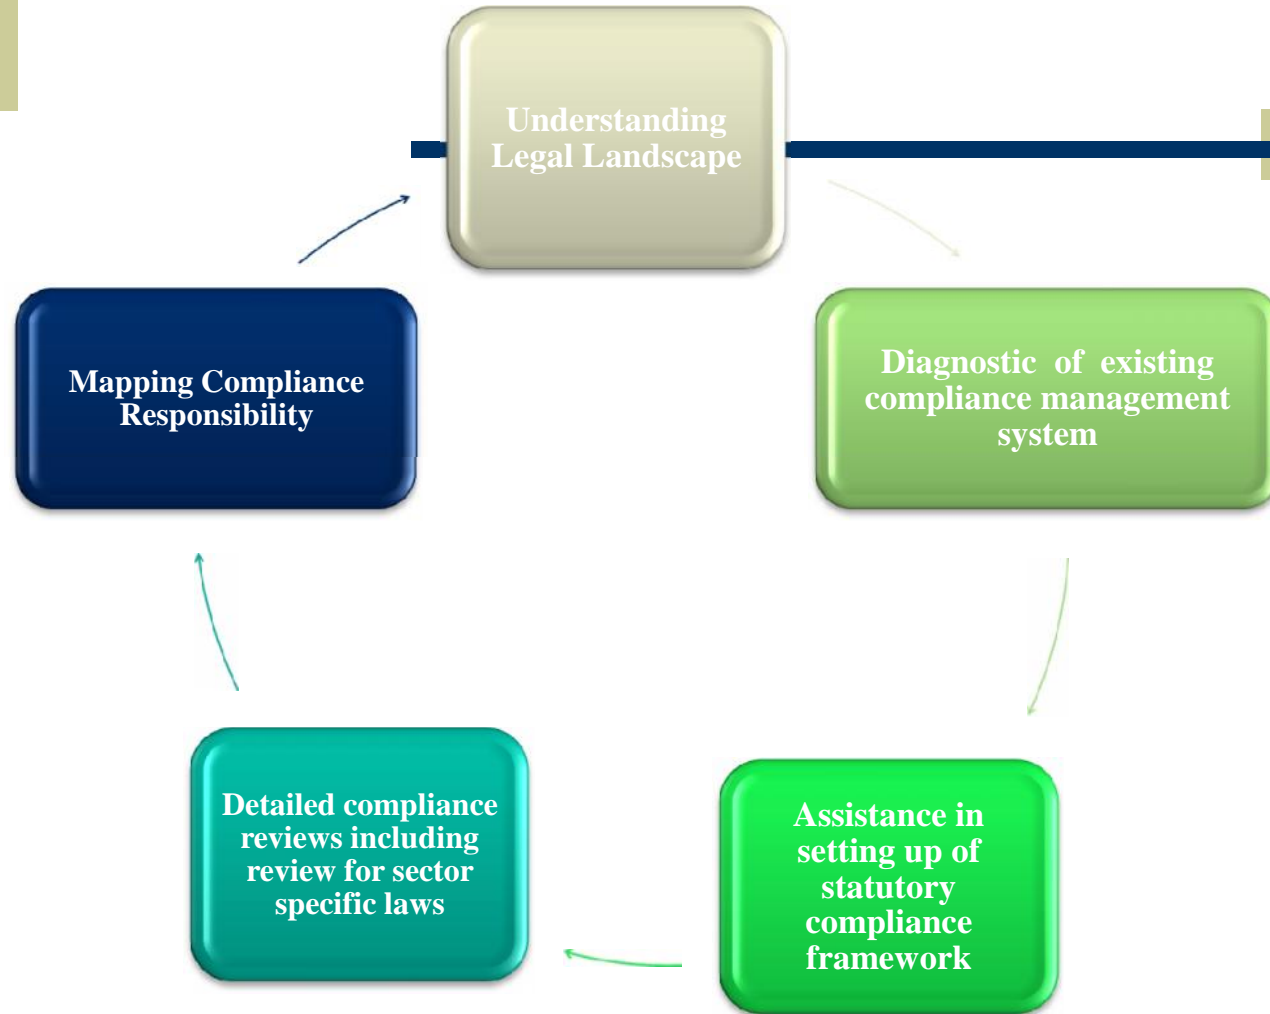 Understanding
Legal Landscape
Diagnostic of existing
compliance management
system
Assistance in
setting up of
statutory
compliance
framework
Detailed compliance
reviews including
review for sector
specific laws
Mapping Compliance
Responsibility